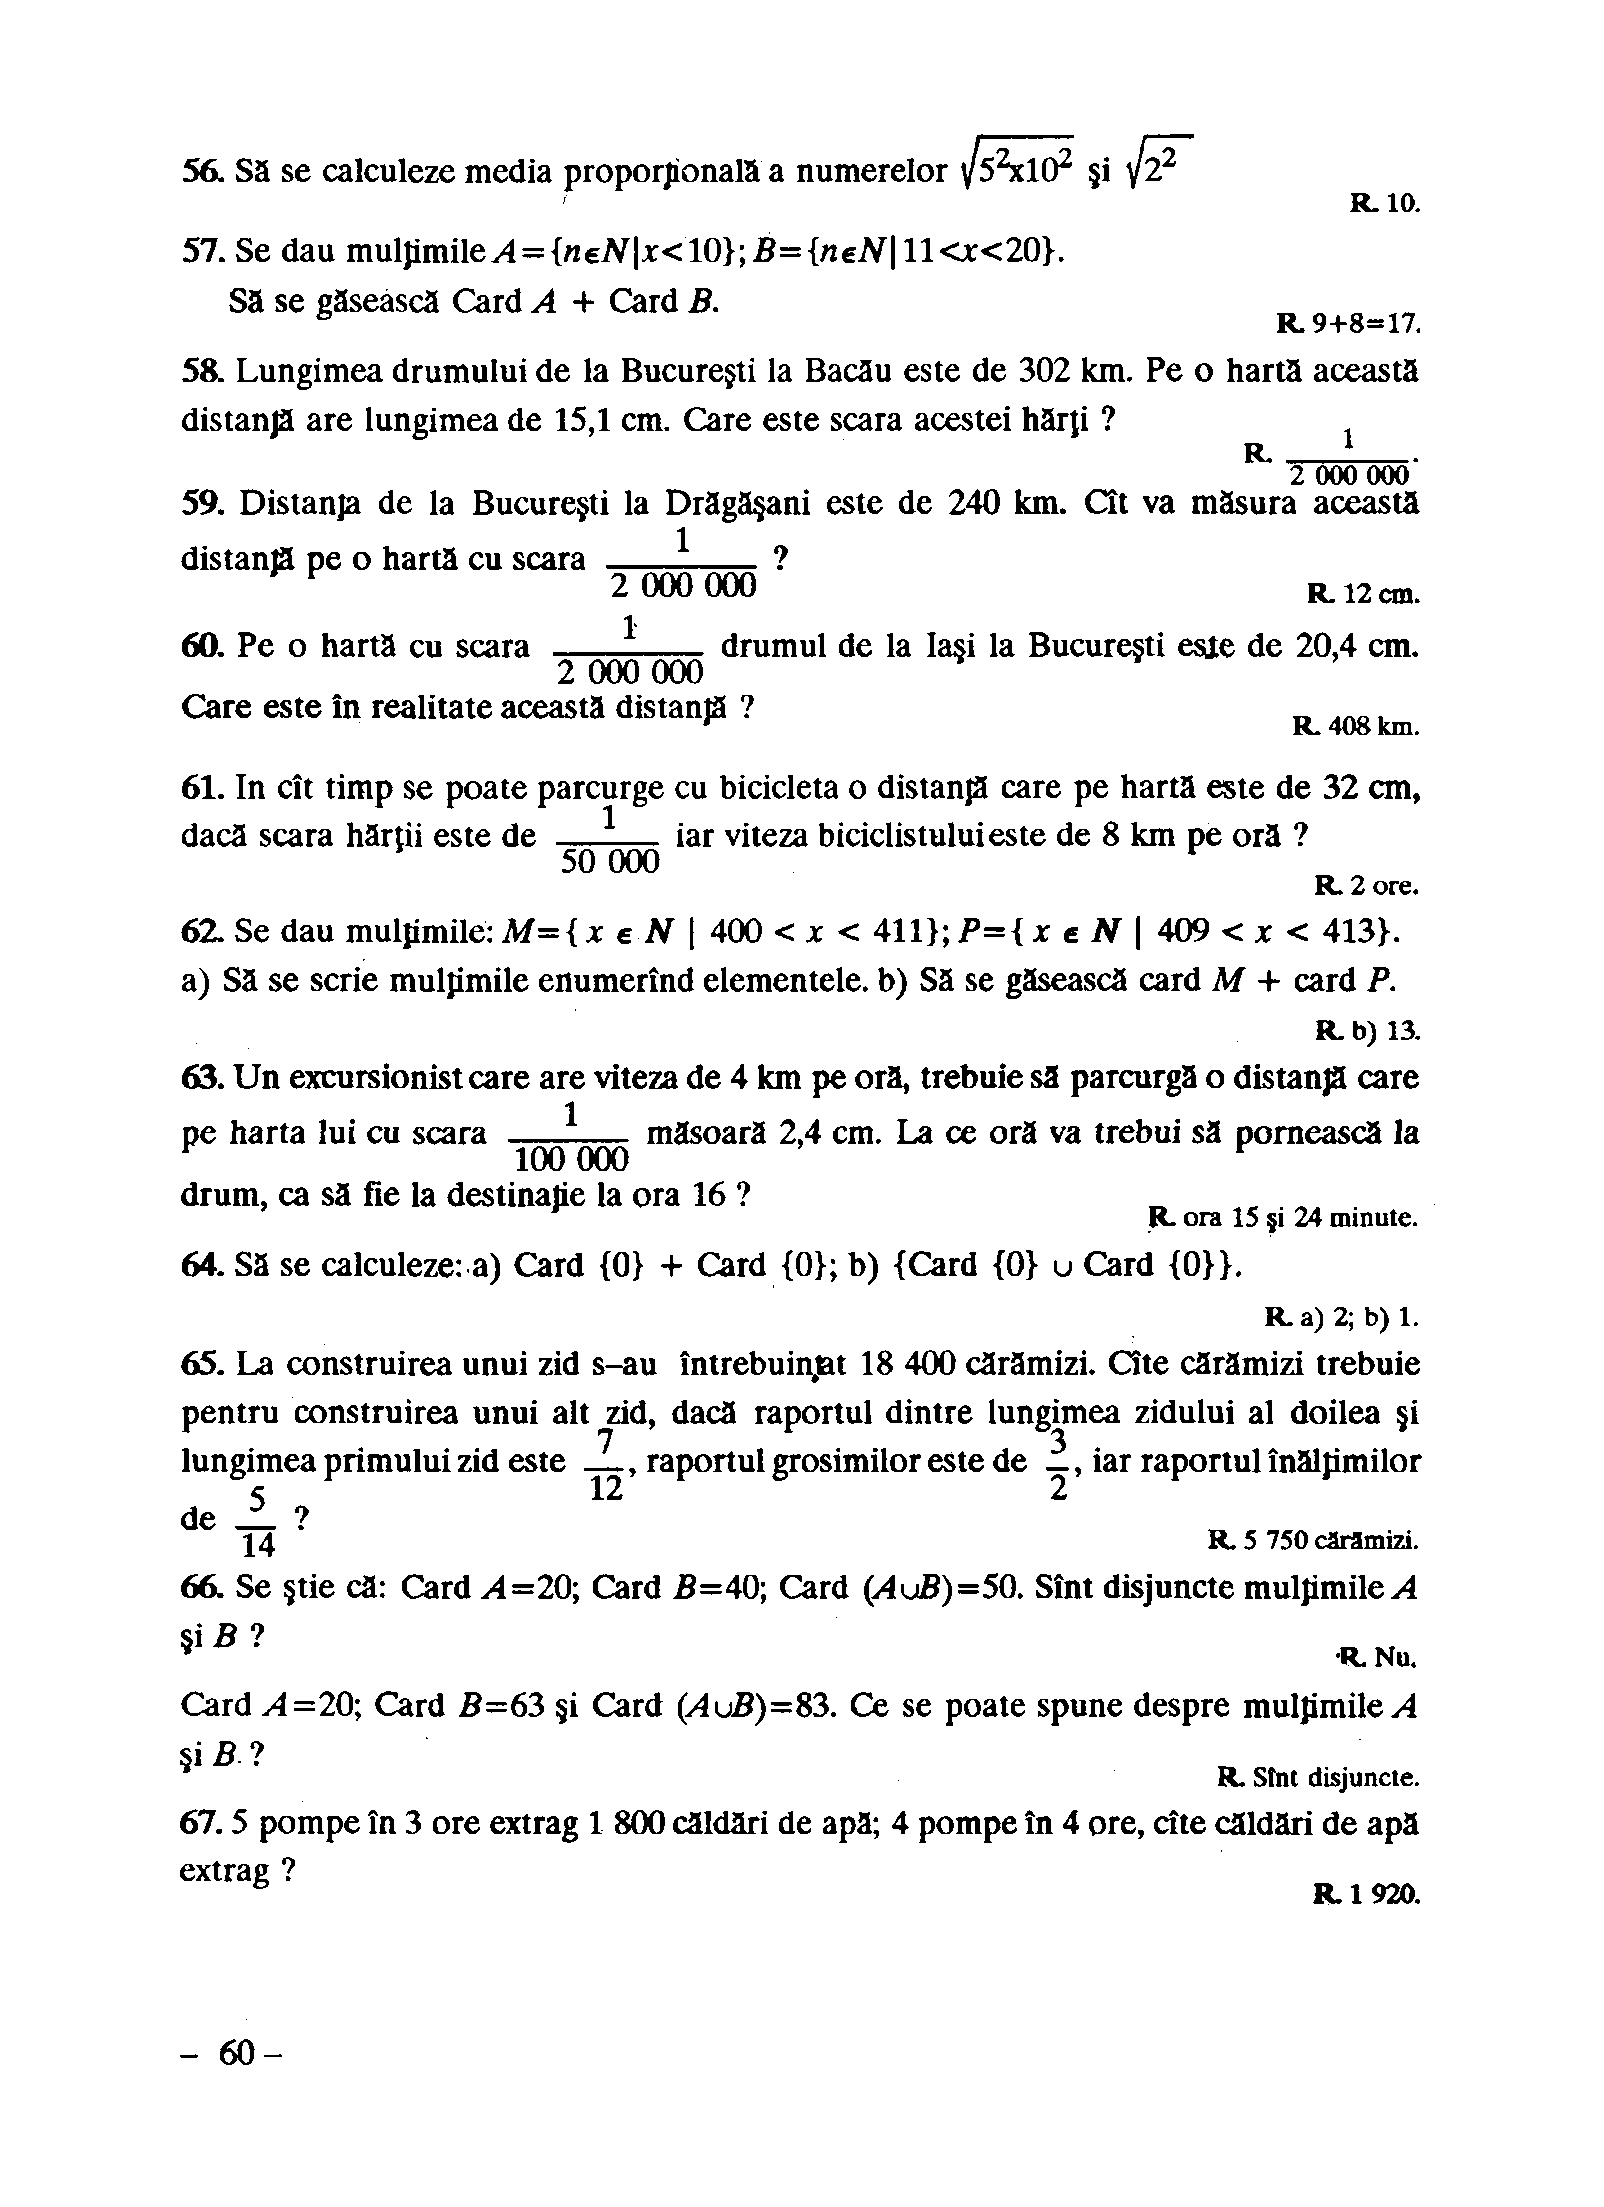 56. Să se calculeze media proporţională a numerelor √5²x10² şi √2²
R. 10.
57. Se dau mulţimile A={nϵN|x<10}; B={nϵN|11<x<20}.
Să se găsească Card A + Card B.
R. 9+8=17.
58. Lungimea drumului de la Bucureşti la Bacău este de 302 km. Pe o hartă această
distanţă are lungimea de 15,1 cm. Care este scara acestei hărţi ?
R. 1/2 000 000.
59. Distanţa de la Bucureşti la Drăgăşani este de 240 km. Cît va măsura această
distanţă pe o hartă cu scara 1/2 000 000 ?
R. 12 cm.
60. Pe o hartă cu scara 1/2 000 000 drumul de la Iaşi la Bucureşti este de 20,4 cm.
Care este în realitate această distanţă ?
R. 408 km.
61. In cît timp se poate parcurge cu bicicleta o distanţă care pe hartă este de 32 cm,
dacă scara hărţii este de 1/50 000 iar viteza biciclistului este de 8 km pe oră ?
R. 2 ore.
62. Se dau mulţimile: M={ x ϵ N | 400 < x < 411}; P={ x ϵ N | 409 < x < 413}.
a) Să se scrie mulţimile enumerînd elementele. b) Să se găsească card M + card P.
R. b) 13.
63. Un excursionist care are viteza de 4 km pe oră, trebuie să parcurgă o distanţă care
pe harta lui cu scara 1/100 000 măsoară 2,4 cm. La ce oră va trebui să pornească la
drum, ca să fie la destinaţie la ora 16 ?
R. ora 15 şi 24 minute.
64. Să se calculeze: a) Card {0} + Card {0}; b) {Card {0} ∪ Card {0}}.
R. a) 2; b) 1.
65. La construirea unui zid s–au întrebuinţat 18 400 cărămizi. Cîte cărămizi trebuie
pentru construirea unui alt zid, dacă raportul dintre lungimea zidului al doilea şi
lungimea primului zid este 7/12, raportul grosimilor este de 3/2, iar raportul înălţimilor
de 5/14 ?
R. 5 750 cărămizi.
66. Se ştie că: Card A=20; Card B=40; Card (A∪B)=50. Sînt disjuncte mulţimile A
şi B ?
R. Nu.
Card A=20; Card B=63 şi Card (A∪B)=83. Ce se poate spune despre mulţimile A
şi B ?
R. Sînt disjuncte.
67. 5 pompe în 3 ore extrag 1 800 căldări de apă; 4 pompe în 4 ore, cîte căldări de apă
extrag ?
R. 1 920.
– 60 –